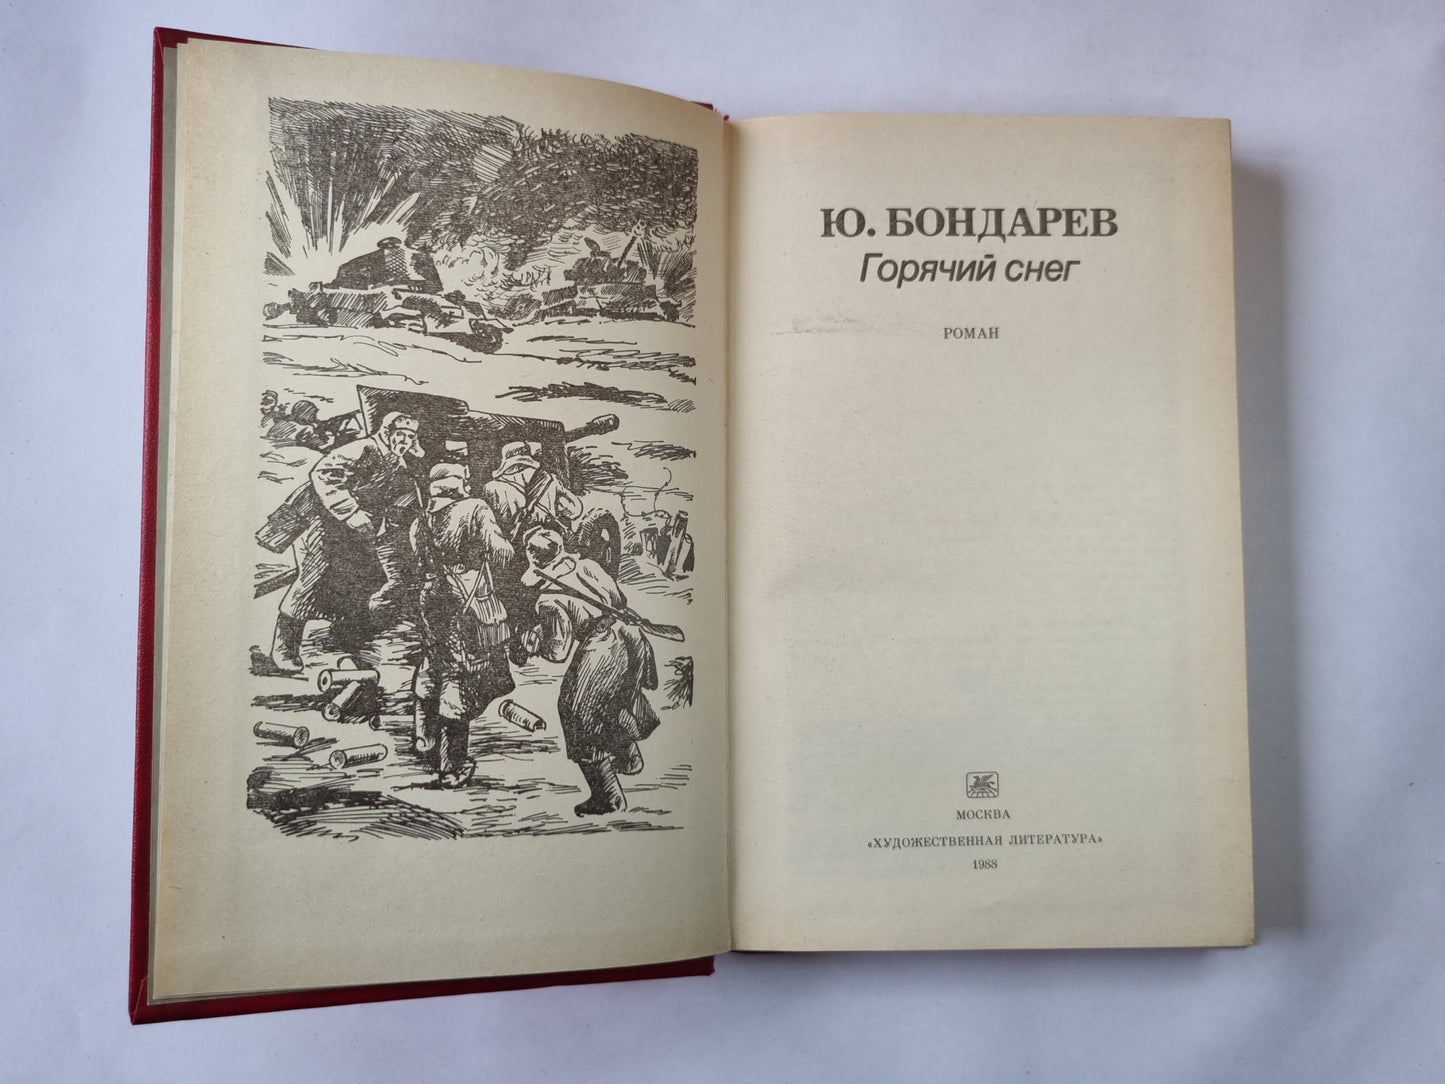 Ю. БОНДАРЕВ
Горячий снег
РОМАН
МОСКВА
«ХУДОЖЕСТВЕННАЯ ЛИТЕРАТУРА»
1988